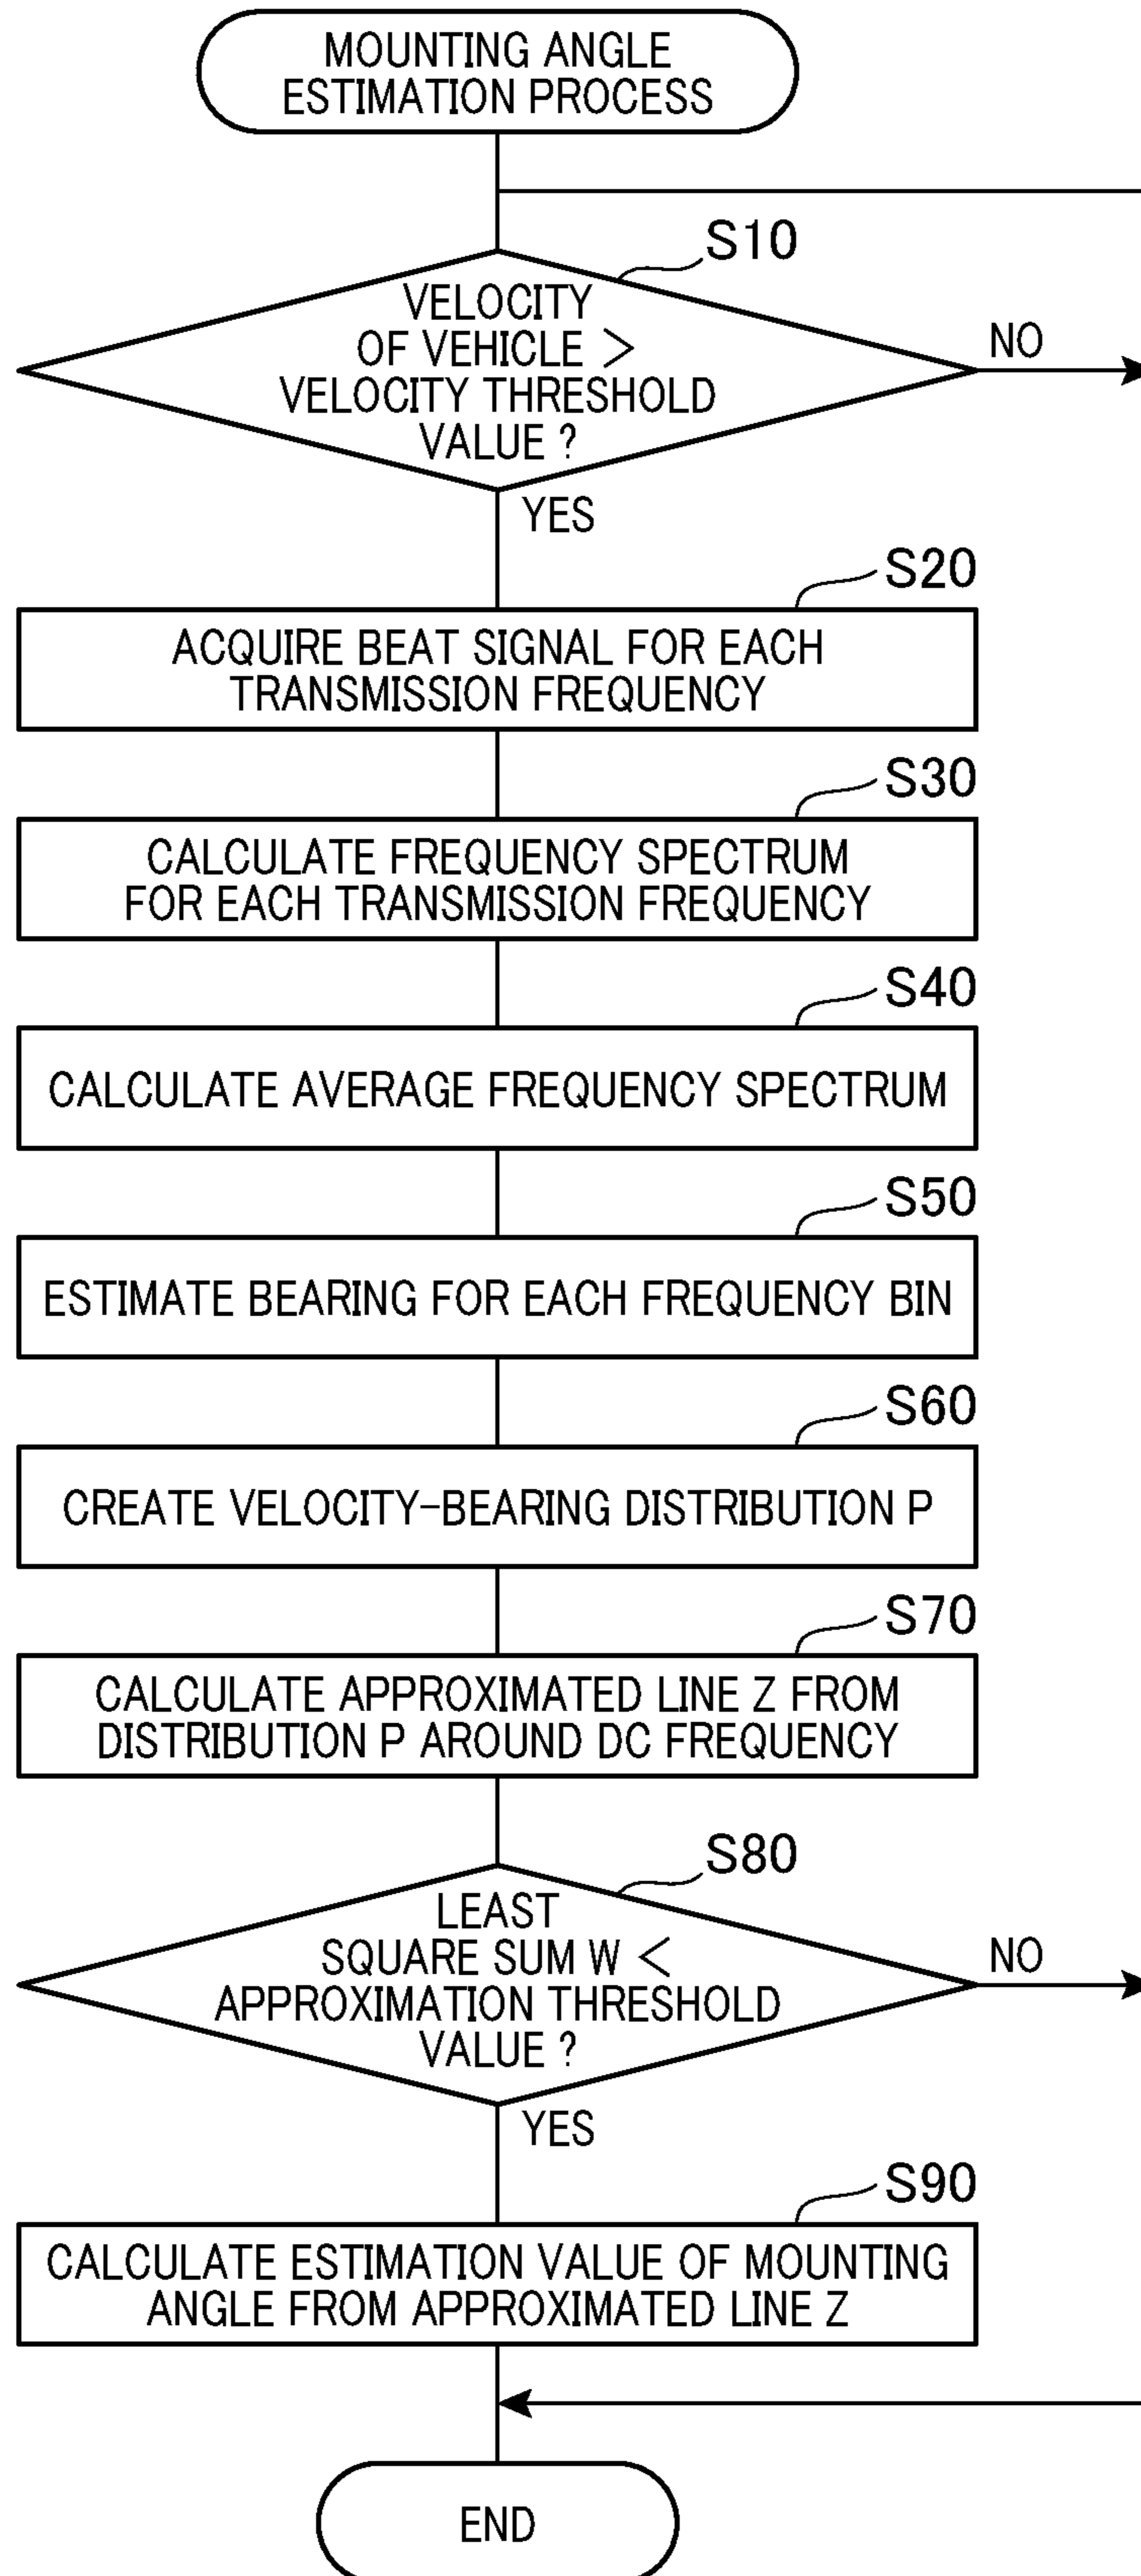 MOUNTING ANGLE
ESTIMATION PROCESS
S10
VELOCITY
OF VEHICLE >
VELOCITY THRESHOLD
VALUE ?
NO
YES
S20
ACQUIRE BEAT SIGNAL FOR EACH
TRANSMISSION FREQUENCY
S30
CALCULATE FREQUENCY SPECTRUM
FOR EACH TRANSMISSION FREQUENCY
S40
CALCULATE AVERAGE FREQUENCY SPECTRUM
S50
ESTIMATE BEARING FOR EACH FREQUENCY BIN
S60
CREATE VELOCITY-BEARING DISTRIBUTION P
S70
CALCULATE APPROXIMATED LINE Z FROM
DISTRIBUTION P AROUND DC FREQUENCY
S80
LEAST
SQUARE SUM W <
APPROXIMATION THRESHOLD
VALUE ?
NO
YES
S90
CALCULATE ESTIMATION VALUE OF MOUNTING
ANGLE FROM APPROXIMATED LINE Z
END